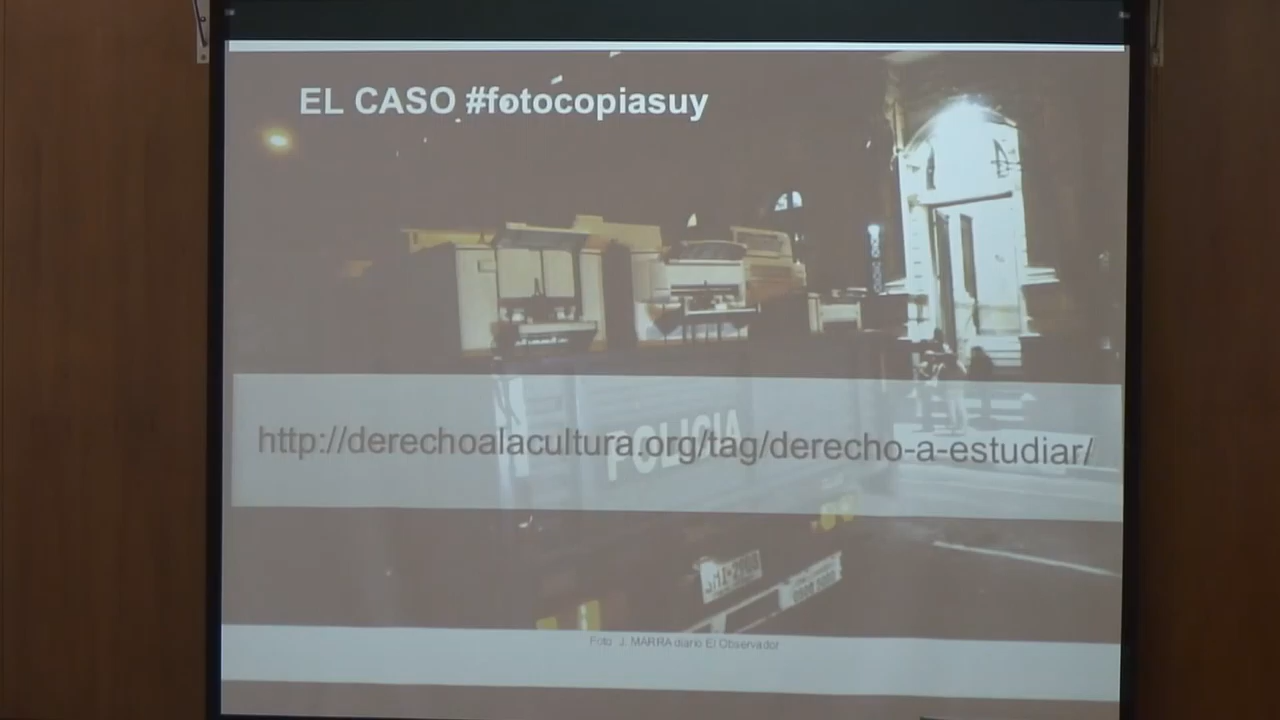 EL CASO #fotocopiasuy
http://derechoalacultura.org/tag/derecho-a-estudiar/
POLICIA
Foto J. MARRA diario El Observador